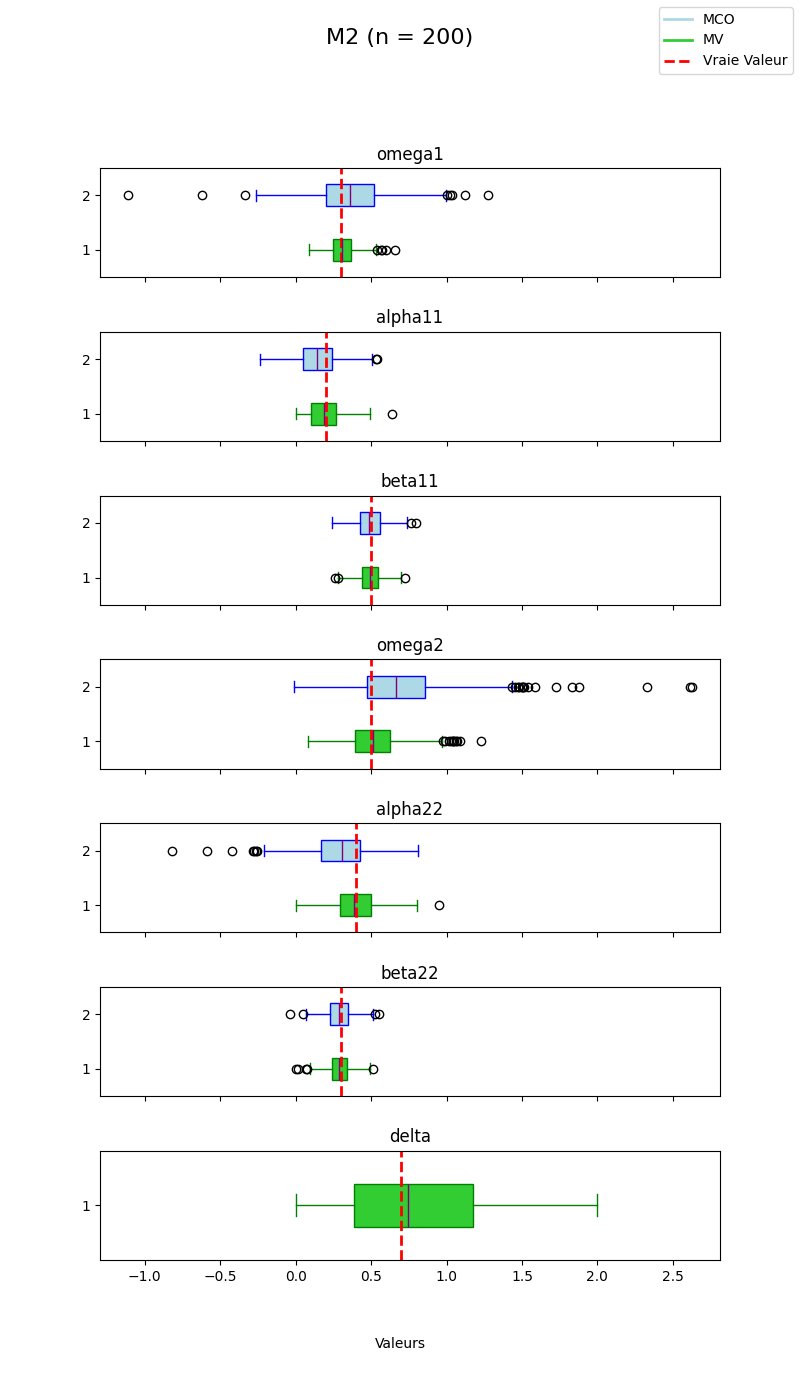 M2 (n = 200)
MCO
MV
Vraie Valeur
omega1
2
1
alpha11
2
1
beta11
2
1
omega2
2
1
alpha22
2
1
beta22
2
1
delta
1
−1.0 −0.5 0.0 0.5 1.0 1.5 2.0 2.5
Valeurs